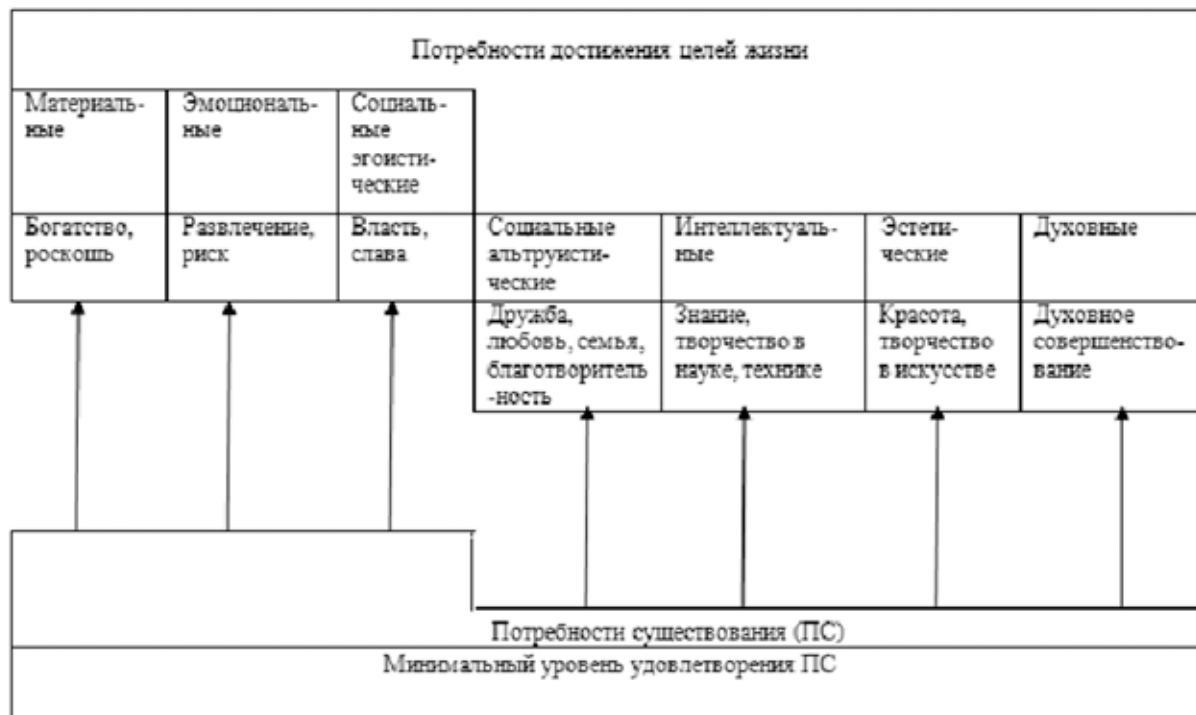 Потребности достижения целей жизни
Материаль-
ные
Эмоциональ-
ные
Социаль-
ные
эгоисти-
ческие
Богатство,
роскошь
Развлечение,
риск
Власть,
слава
Социальные
альтруисти-
ческие
Интеллектуаль-
ные
Эстети-
ческие
Духовные
Дружба,
любовь, семья,
благотворитель
-ность
Знание,
творчество в
науке, технике
Красота,
творчество
в искусстве
Духовное
совершенство-
вание
Потребности существования (ПС)
Минимальный уровень удовлетворения ПС